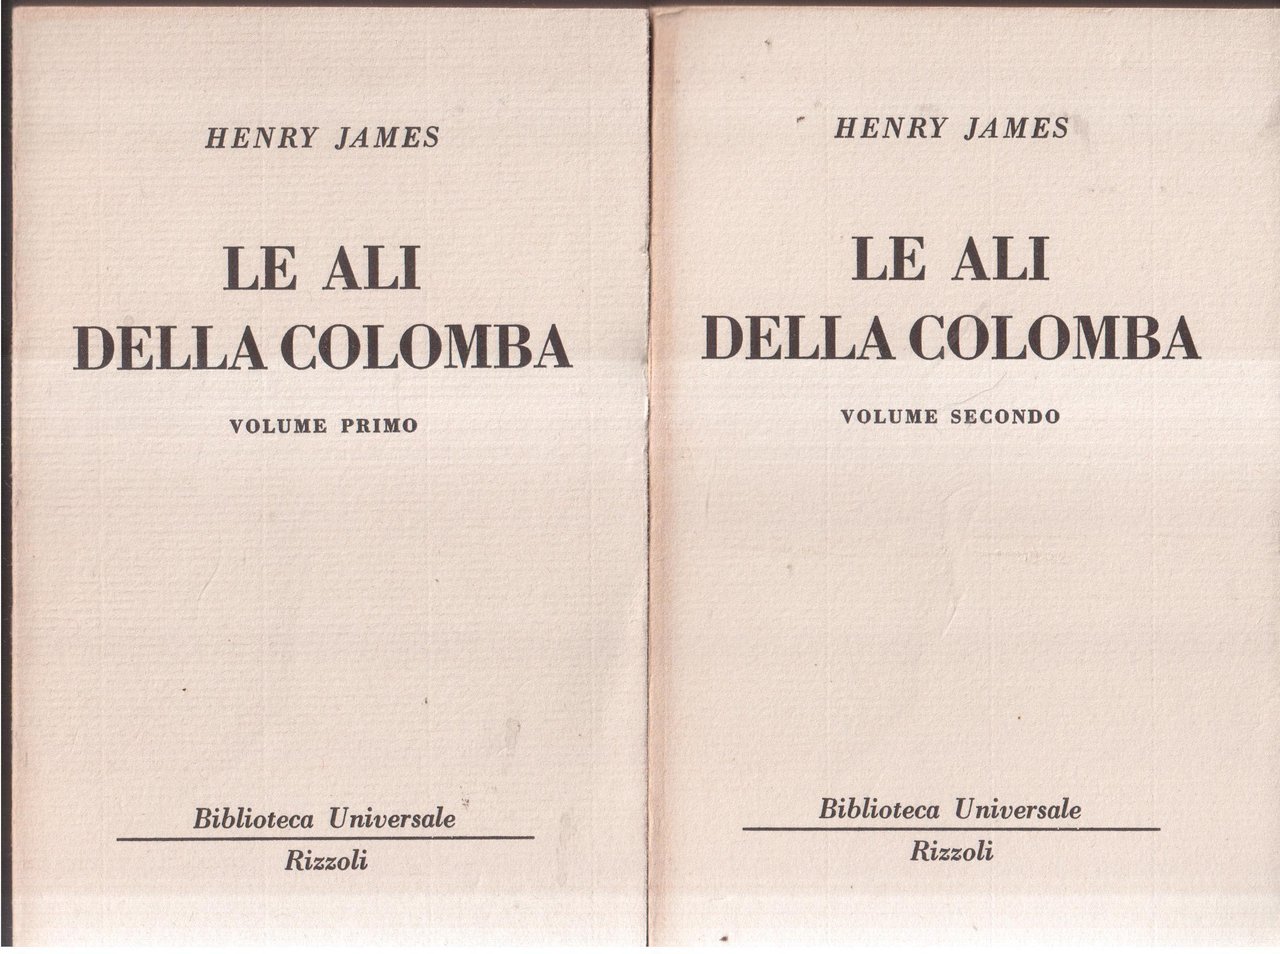 HENRY JAMES
LE ALI
DELLA COLOMBA
VOLUME PRIMO
Biblioteca Universale
Rizzoli
HENRY JAMES
LE ALI
DELLA COLOMBA
VOLUME SECONDO
Biblioteca Universale
Rizzoli